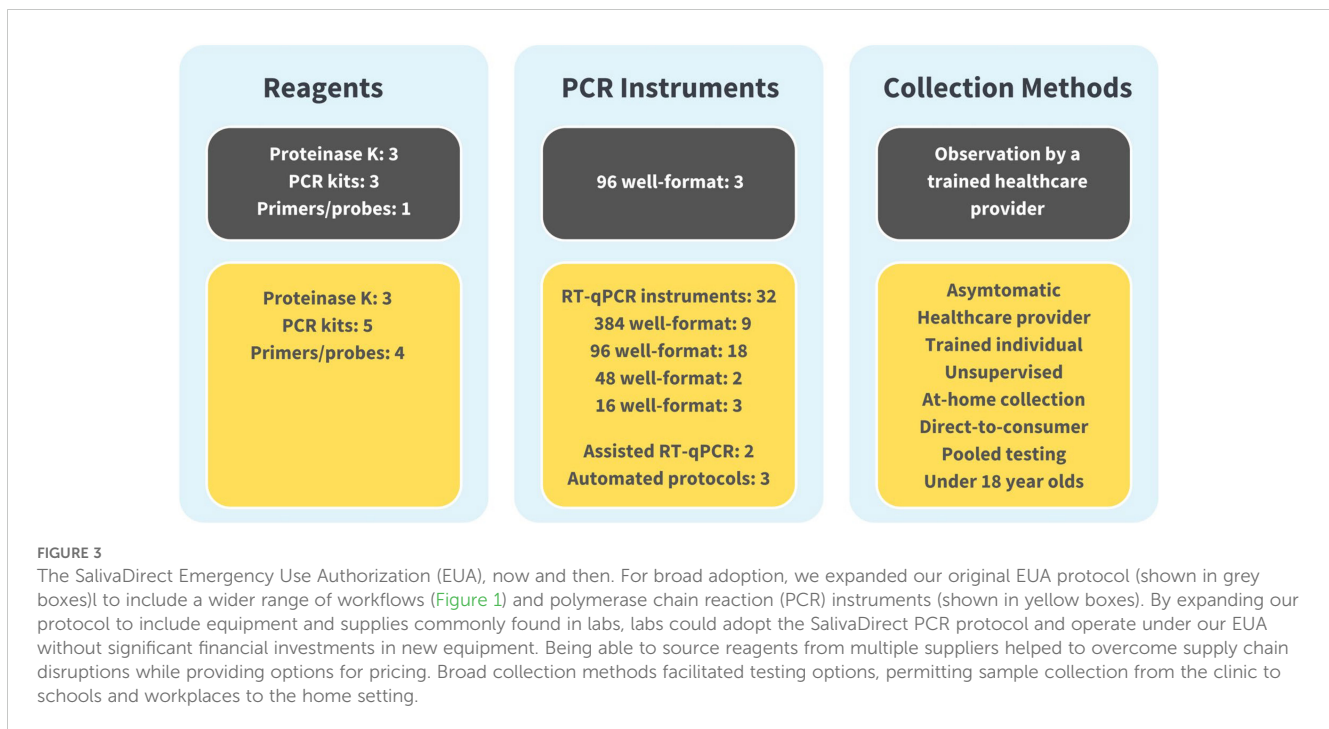 Reagents
Proteinase K: 3
PCR kits: 3
Primers/probes: 1
Proteinase K: 3
PCR kits: 5
Primers/probes: 4
PCR Instruments
96 well-format: 3
RT-qPCR instruments: 32
384 well-format: 9
96 well-format: 18
48 well-format: 2
16 well-format: 3
Assisted RT-qPCR: 2
Automated protocols: 3
Collection Methods
Observation by a
trained healthcare
provider
Asymtomatic
Healthcare provider
Trained individual
Unsupervised
At-home collection
Direct-to-consumer
Pooled testing
Under 18 year olds
FIGURE 3
The SalivaDirect Emergency Use Authorization (EUA), now and then. For broad adoption, we expanded our original EUA protocol (shown in grey
boxes)l to include a wider range of workflows (Figure 1) and polymerase chain reaction (PCR) instruments (shown in yellow boxes). By expanding our
protocol to include equipment and supplies commonly found in labs, labs could adopt the SalivaDirect PCR protocol and operate under our EUA
without significant financial investments in new equipment. Being able to source reagents from multiple suppliers helped to overcome supply chain
disruptions while providing options for pricing. Broad collection methods facilitated testing options, permitting sample collection from the clinic to
schools and workplaces to the home setting.